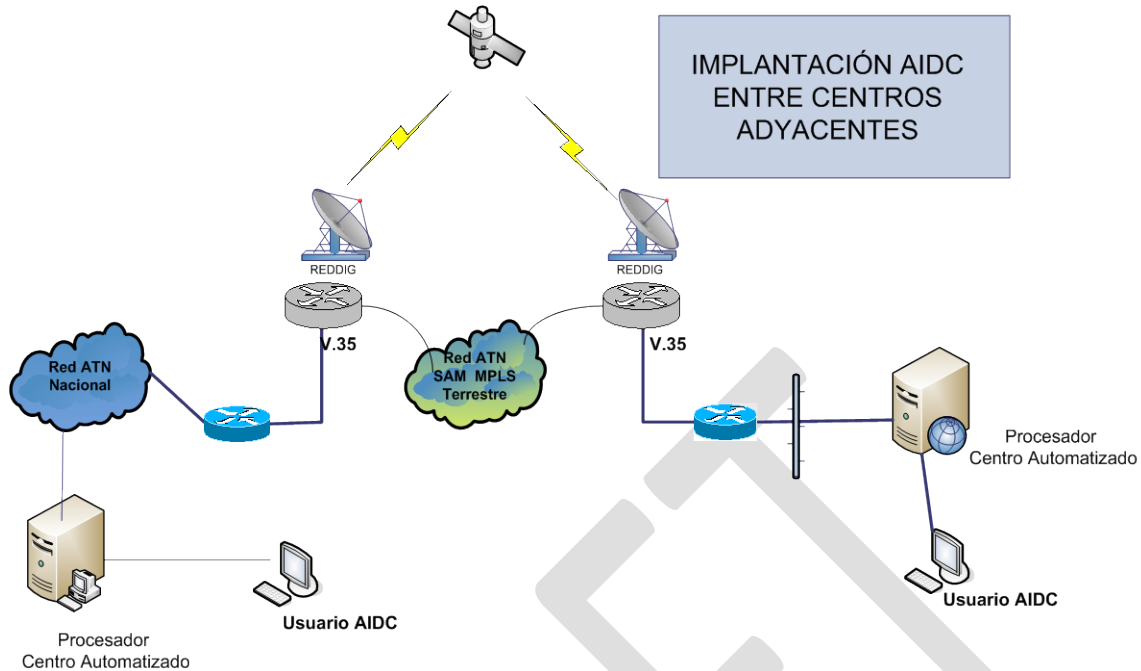 IMPLANTACIÓN AIDC
ENTRE CENTROS
ADYACENTES
REDDIG
REDDIG
V.35
V.35
Red ATN
SAM MPLS
Terrestre
Red ATN
Nacional
Procesador
Centro Automatizado
Usuario AIDC
Usuario AIDC
Procesador
Centro Automatizado